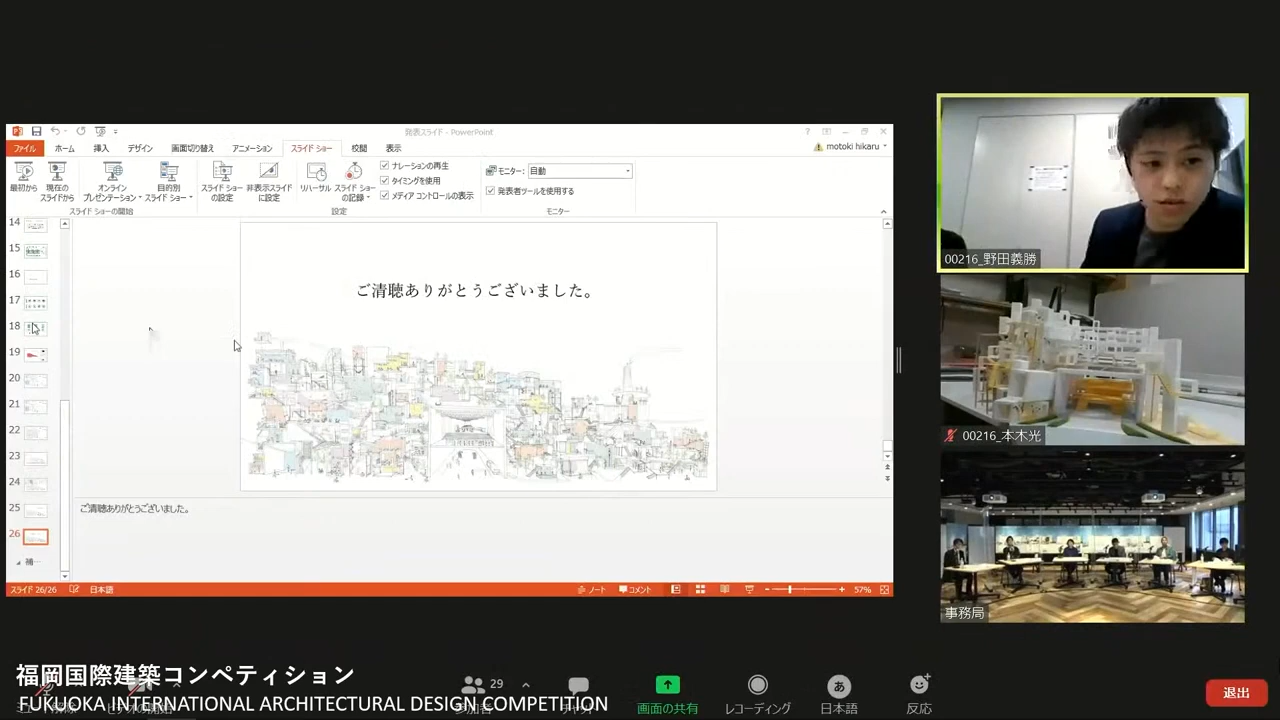 発表スライド - PowerPoint
ファイル
ホーム
挿入
デザイン
画面切り替え
アニメーション
スライド ショー
校閲
表示
motoki hikaru
最初から
現在の
スライドから
オンライン
プレゼンテーション
目的別
スライド ショー
スライド ショー
の設定
非表示スライド
に設定
リハーサル
スライド ショー
の記録
ナレーションの再生
タイミングを使用
メディア コントロールの表示
モニター:
自動
発表者ツールを使用する
スライド ショーの開始
設定
モニター
14
15
16
17
18
19
20
21
22
23
24
25
26
補…
ご清聴ありがとうございました。
ご清聴ありがとうございました。
スライド 26/26
日本語
ノート
コメント
57%
00216_野田義勝
00216_本木光
事務局
福岡国際建築コンペティション
FUKUOKA INTERNATIONAL ARCHITECTURAL DESIGN COMPETITION
29
画面の共有
レコーディング
あ
日本語
反応
退出